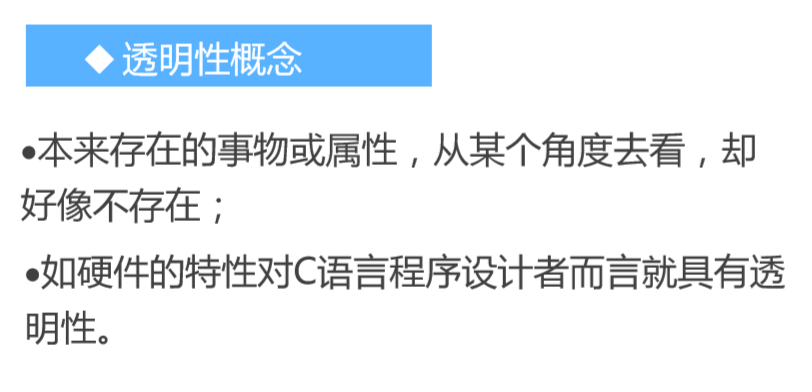 ◆ 透明性概念
•本来存在的事物或属性，从某个角度去看，却
好像不存在；
•如硬件的特性对C语言程序设计者而言就具有透
明性。